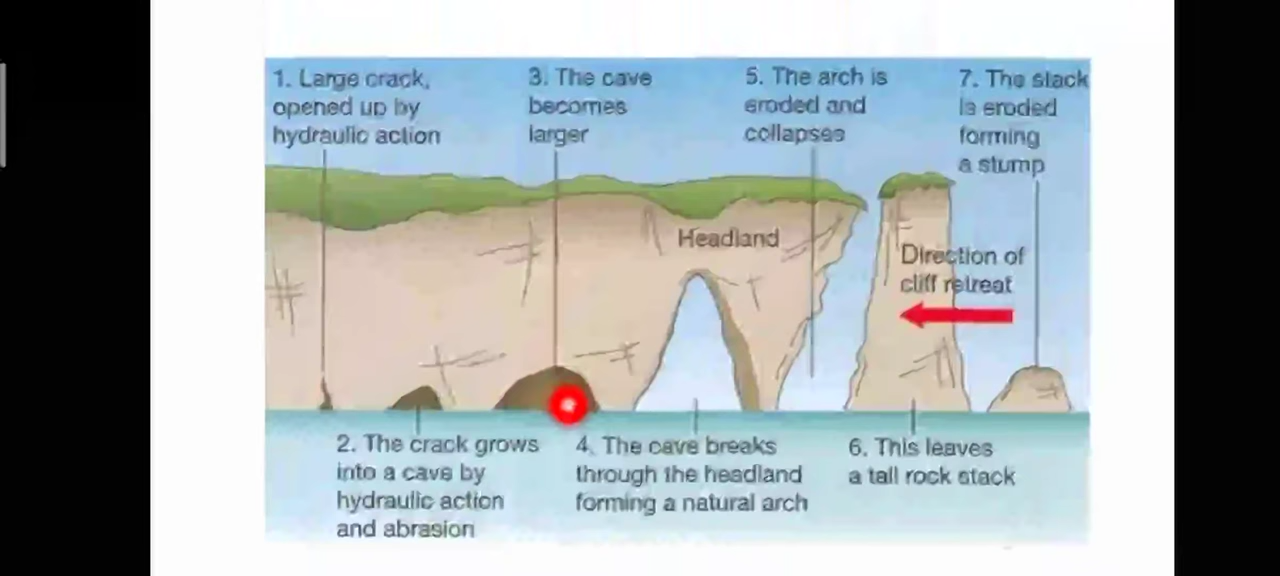 1. Large crack,
opened up by
hydraulic action
3. The cave
becomes
larger
5. The arch is
eroded and
collapses
7. The stack
is eroded
forming
a stump
Headland
Direction of
cliff retreat
2. The crack grows
into a cave by
hydraulic action
and abrasion
4. The cave breaks
through the headland
forming a natural arch
6. This leaves
a tall rock stack